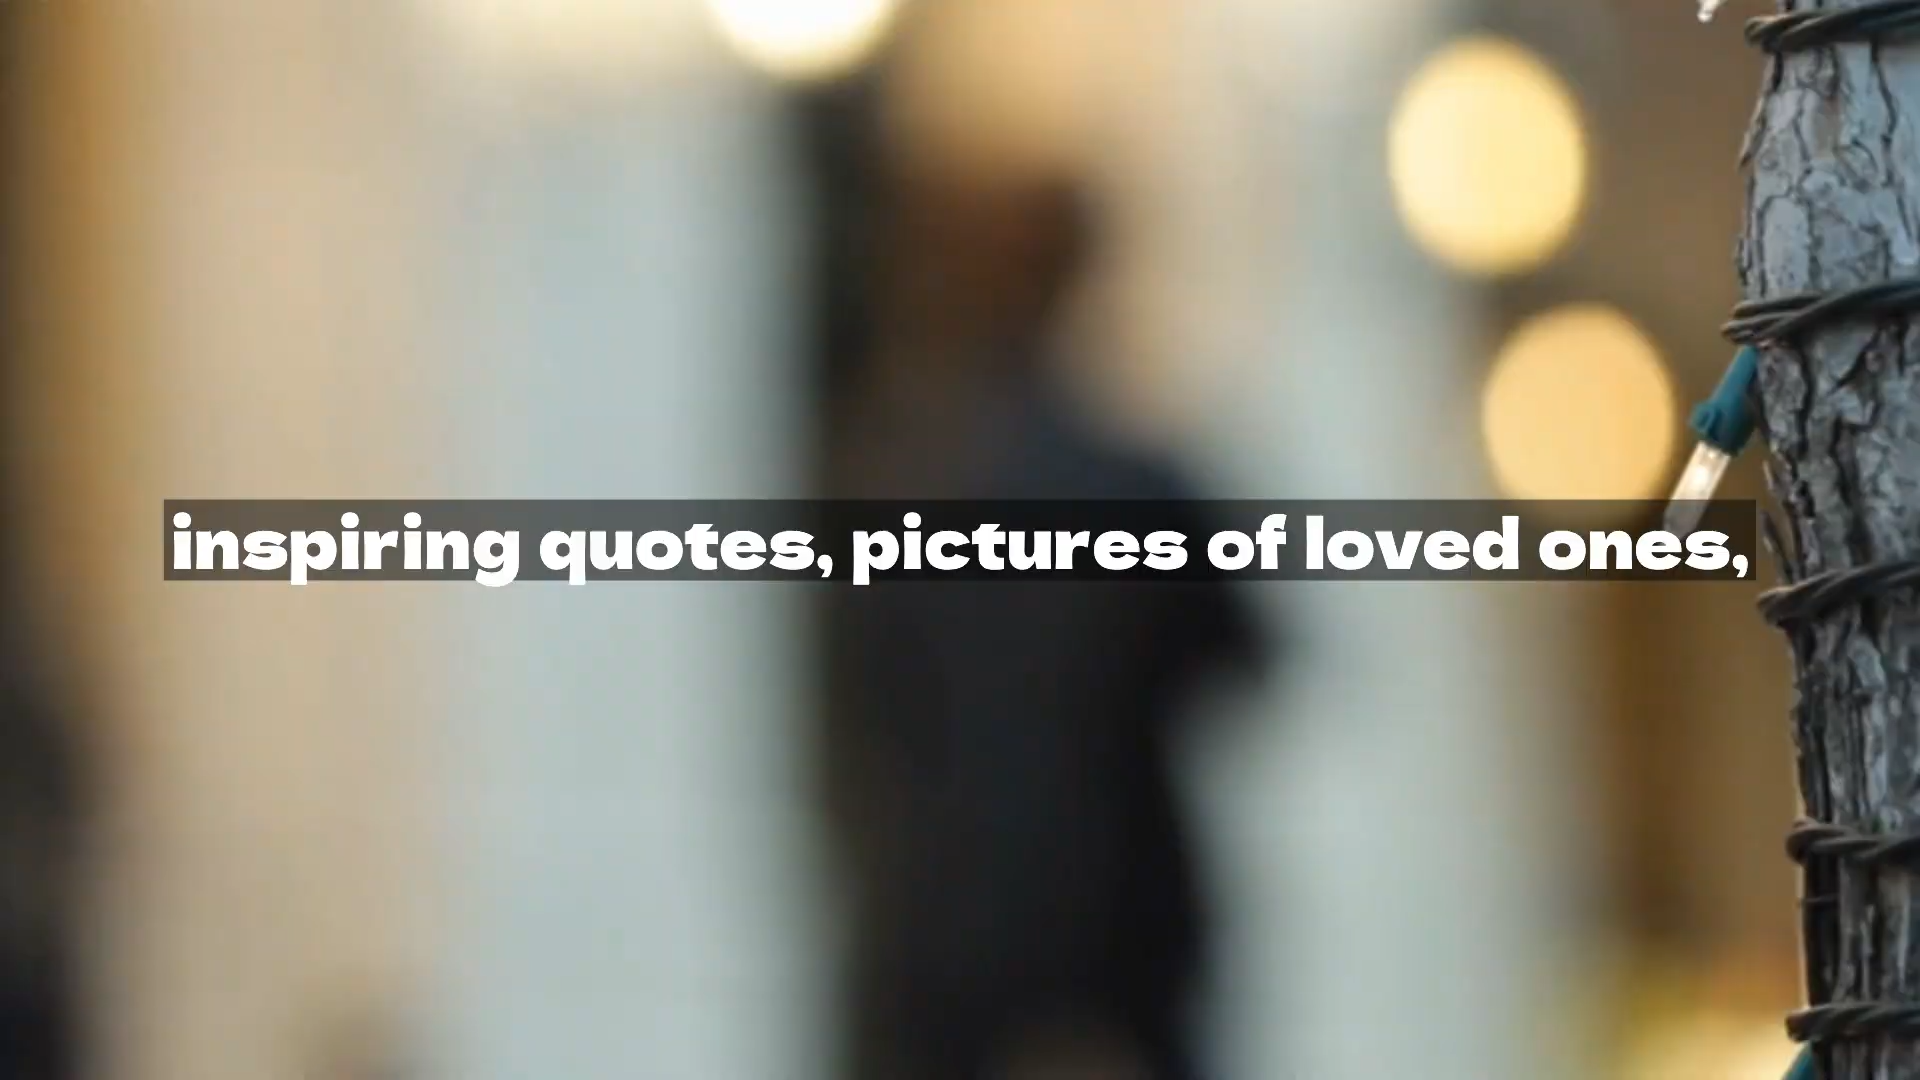 inspiring quotes, pictures of loved ones,